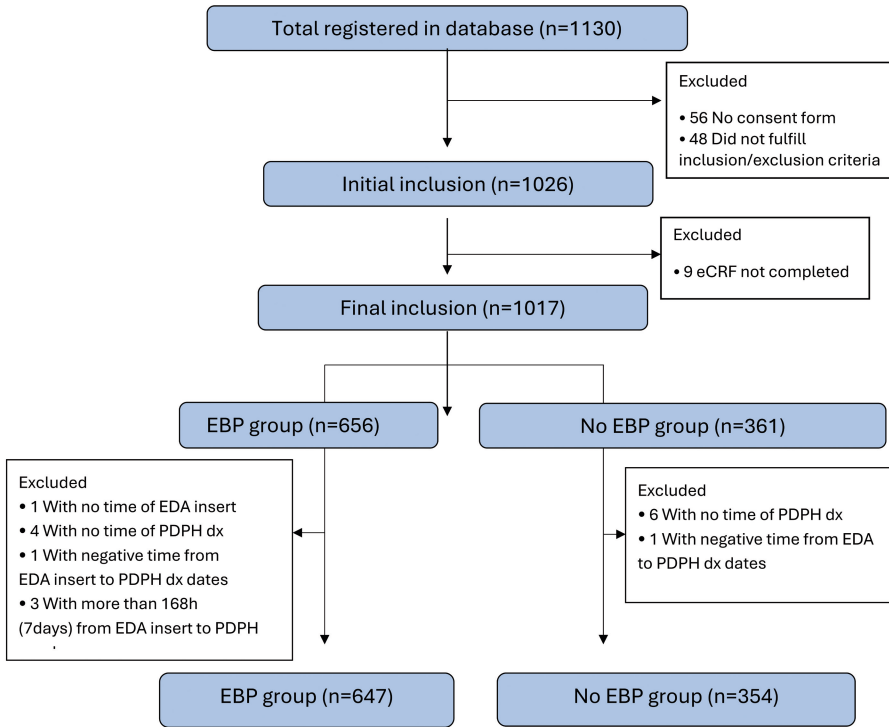 Total registered in database (n=1130)
Excluded
• 56 No consent form
• 48 Did not fulfill
inclusion/exclusion criteria
Initial inclusion (n=1026)
Excluded
• 9 eCRF not completed
Final inclusion (n=1017)
EBP group (n=656)
No EBP group (n=361)
Excluded
• 1 With no time of EDA insert
• 4 With no time of PDPH dx
• 1 With negative time from
EDA insert to PDPH dx dates
• 3 With more than 168h
(7days) from EDA insert to PDPH
Excluded
• 6 With no time of PDPH dx
• 1 With negative time from EDA
to PDPH dx dates
EBP group (n=647)
No EBP group (n=354)